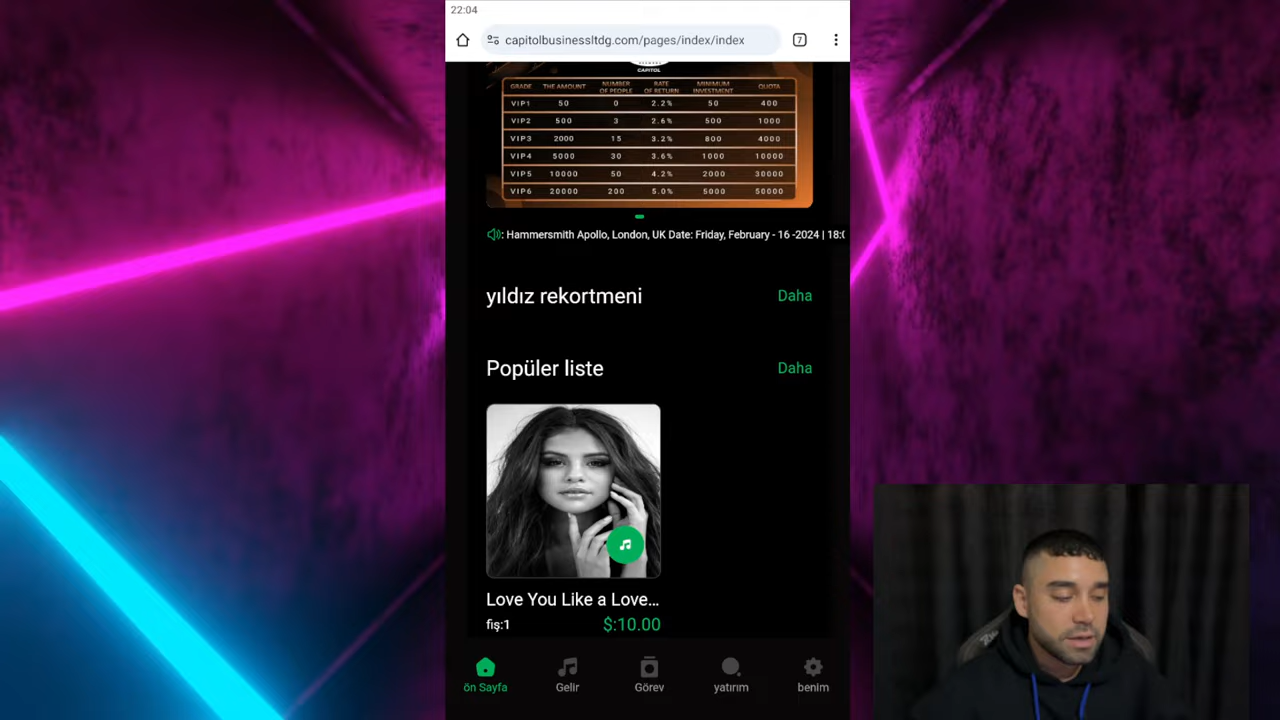 22:04
capitolbusinessltdg.com/pages/index/index
7
CAPITOL
GRADE THE AMOUNT NUMBER OF PEOPLE RATE OF RETURN MINIMUM INVESTMENT QUOTA
VIP1 50 0 2.2% 50 400
VIP2 500 3 2.6% 500 1000
VIP3 2000 15 3.2% 800 4000
VIP4 5000 30 3.6% 1000 10000
VIP5 10000 50 4.2% 2000 30000
VIP6 20000 200 5.0% 5000 50000
: Hammersmith Apollo, London, UK Date: Friday, February - 16 -2024 | 18:0
yıldız rekortmeni Daha
Popüler liste Daha
Love You Like a Love...
fiş:1 $:10.00
ön Sayfa Gelir Görev yatırım benim